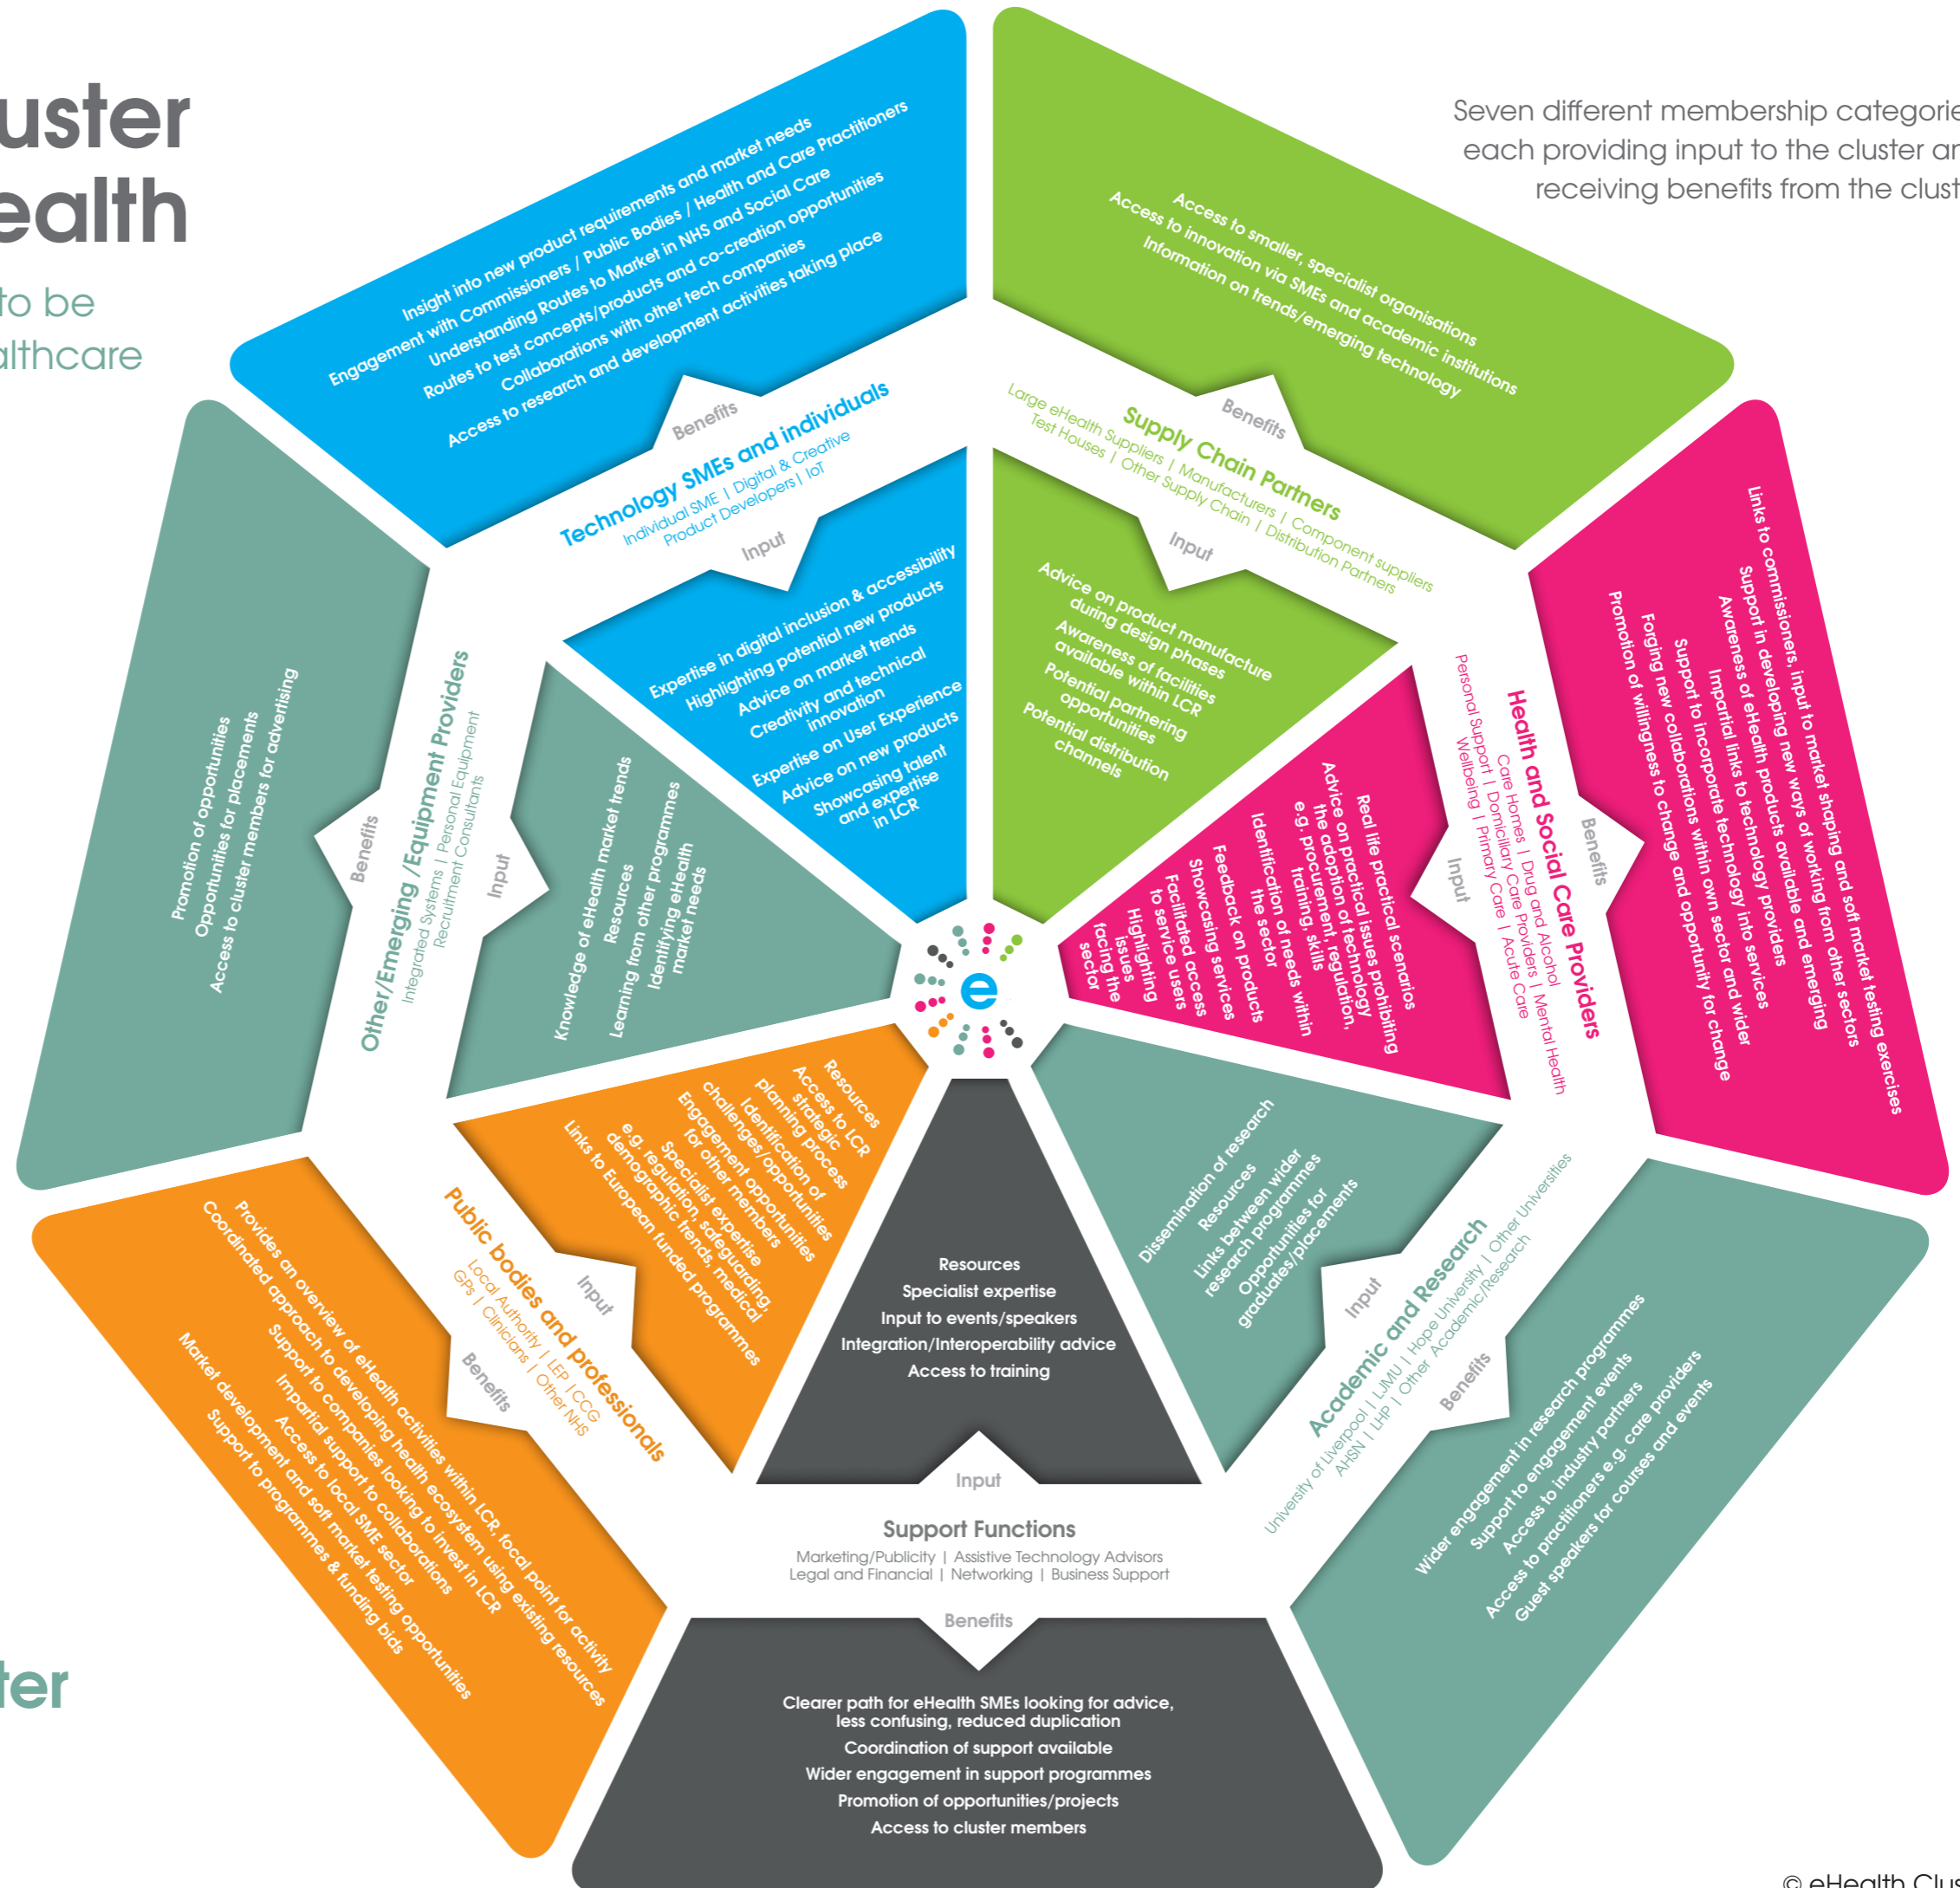 uster
ealth
to be
althcare
Seven different membership categorie
each providing input to the cluster an
receiving benefits from the clust
Insight into new product requirements and market needs
Engagement with Commissioners / Public Bodies / Health and Care Practitioners
Understanding Routes to Market in NHS and Social Care
Routes to test concepts/products and co-creation opportunities
Collaborations with other tech companies
Access to research and development activities taking place
Benefits
Technology SMEs and individuals
Individual SME | Digital & Creative
Product Developers | IoT
Input
Expertise in digital inclusion & accessibility
Highlighting potential new products
Advice on market trends
Creativity and technical
innovation
Expertise on User Experience
Advice on new products
Showcasing talent
and expertise
in LCR
Access to smaller, specialist organisations
Access to innovation via SMEs and academic institutions
Information on trends/emerging technology
Benefits
Supply Chain Partners
Large eHealth Suppliers | Manufacturers | Component suppliers
Test Houses | Other Supply Chain | Distribution Partners
Input
Advice on product manufacture
during design phases
Awareness of facilities
available within LCR
Potential partnering
opportunities
Potential distribution
channels
Links to commissioners, input to market shaping and soft market testing exercises
Support in developing new ways of working from other sectors
Awareness of eHealth products available and emerging
Impartial links to technology providers
Support to incorporate technology into services
Forging new collaborations within own sector and wider
Promotion of willingness to change and opportunity for change
Benefits
Health and Social Care Providers
Care Homes | Drug and Alcohol
Personal Support | Domiciliary Care Providers | Mental Health
Wellbeing | Primary Care | Acute Care
Input
Real life practical scenarios
Advice on practical issues prohibiting
the adoption of technology
e.g. procurement, regulation,
training, skills
Identification of needs within
the sector
Feedback on products
Showcasing services
Facilitated access
to service users
Highlighting
issues
facing the
sector
Promotion of opportunities
Opportunities for placements
Access to cluster members for advertising
Benefits
Other/Emerging /Equipment Providers
Integrated Systems | Personal Equipment
Recruitment Consultants
Input
Knowledge of eHealth market trends
Resources
Learning from other programmes
Identifying eHealth
market needs
e
Resources
Access to LCR
strategic
planning process
Identification of
challenges/opportunities
Engagement opportunities
for other members
Specialist expertise
e.g. regulation, safeguarding,
demographic trends, medical
Links to European funded programmes
Input
Public bodies and professionals
Local Authority | LEP | CCG
GPs | Clinicians | Other NHS
Benefits
Provides an overview of eHealth activities within LCR, focal point for activity
Coordinated approach to developing health ecosystem using existing resources
Support to companies looking to invest in LCR
Impartial support to collaborations
Access to local SME sector
Market development and soft market testing opportunities
Support to programmes & funding bids
Dissemination of research
Resources
Links between wider
research programmes
Opportunities for
graduates/placements
Input
Academic and Research
University of Liverpool | LJMU | Hope University | Other Universities
AHSN | LHP | Other Academic/Research
Benefits
Wider engagement in research programmes
Support to engagement events
Access to industry partners
Access to practitioners e.g. care providers
Guest speakers for courses and events
Resources
Specialist expertise
Input to events/speakers
Integration/Interoperability advice
Access to training
Input
Support Functions
Marketing/Publicity | Assistive Technology Advisors
Legal and Financial | Networking | Business Support
Benefits
Clearer path for eHealth SMEs looking for advice,
less confusing, reduced duplication
Coordination of support available
Wider engagement in support programmes
Promotion of opportunities/projects
Access to cluster members
ter
© eHealth Clus